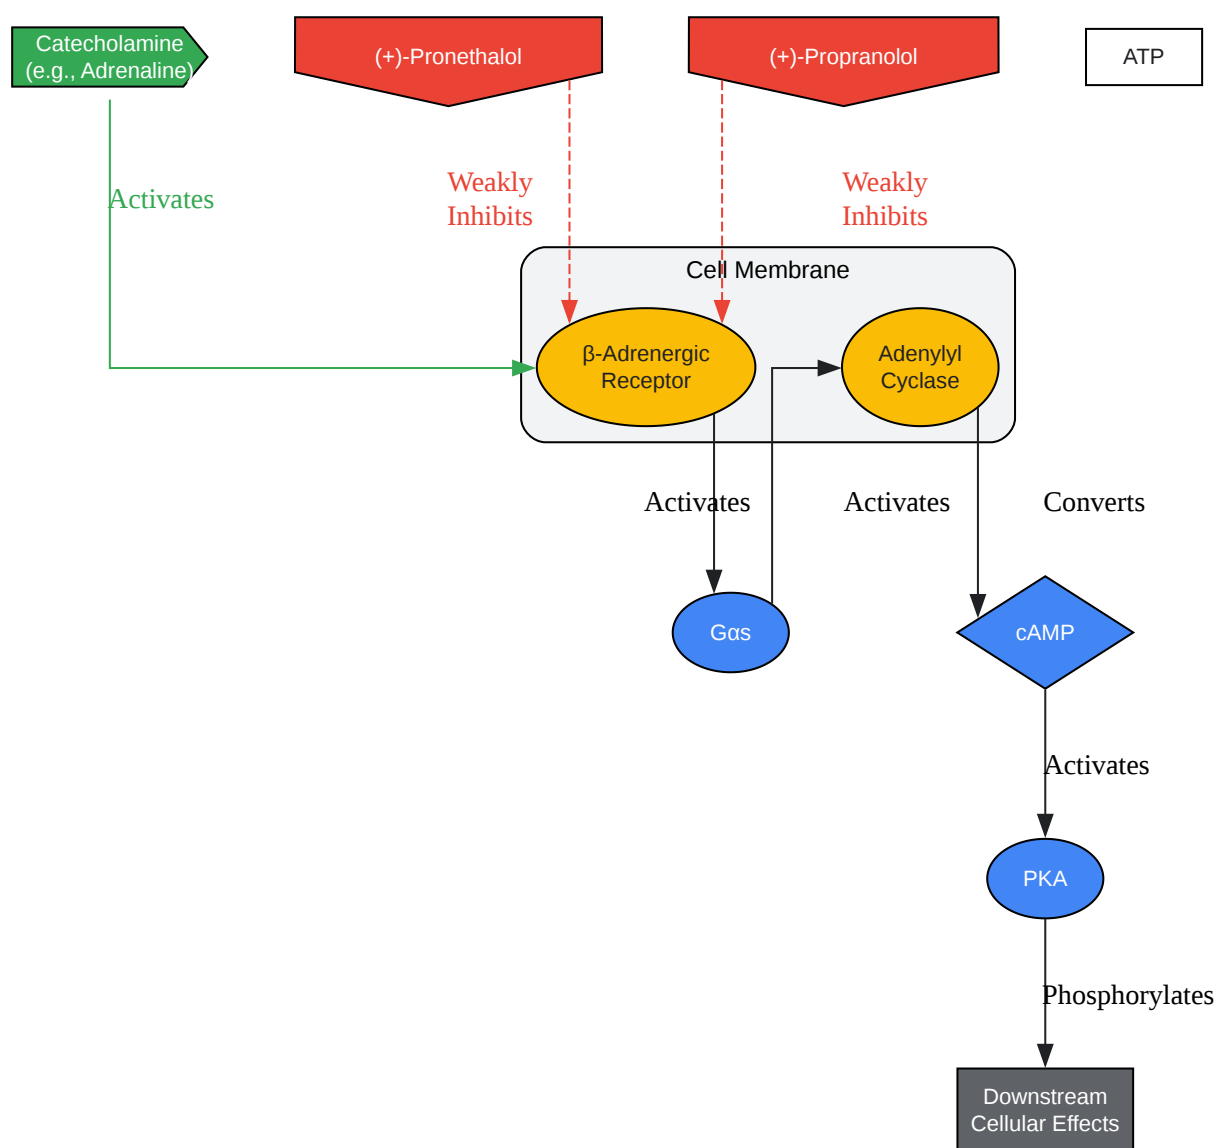 Catecholamine
(e.g., Adrenaline)
(+)-Pronethalol
(+)-Propranolol
ATP
Activates
Weakly
Inhibits
Weakly
Inhibits
Cell Membrane
β-Adrenergic
Receptor
Adenylyl
Cyclase
Activates
Activates
Converts
Gαs
cAMP
Activates
PKA
Phosphorylates
Downstream
Cellular Effects